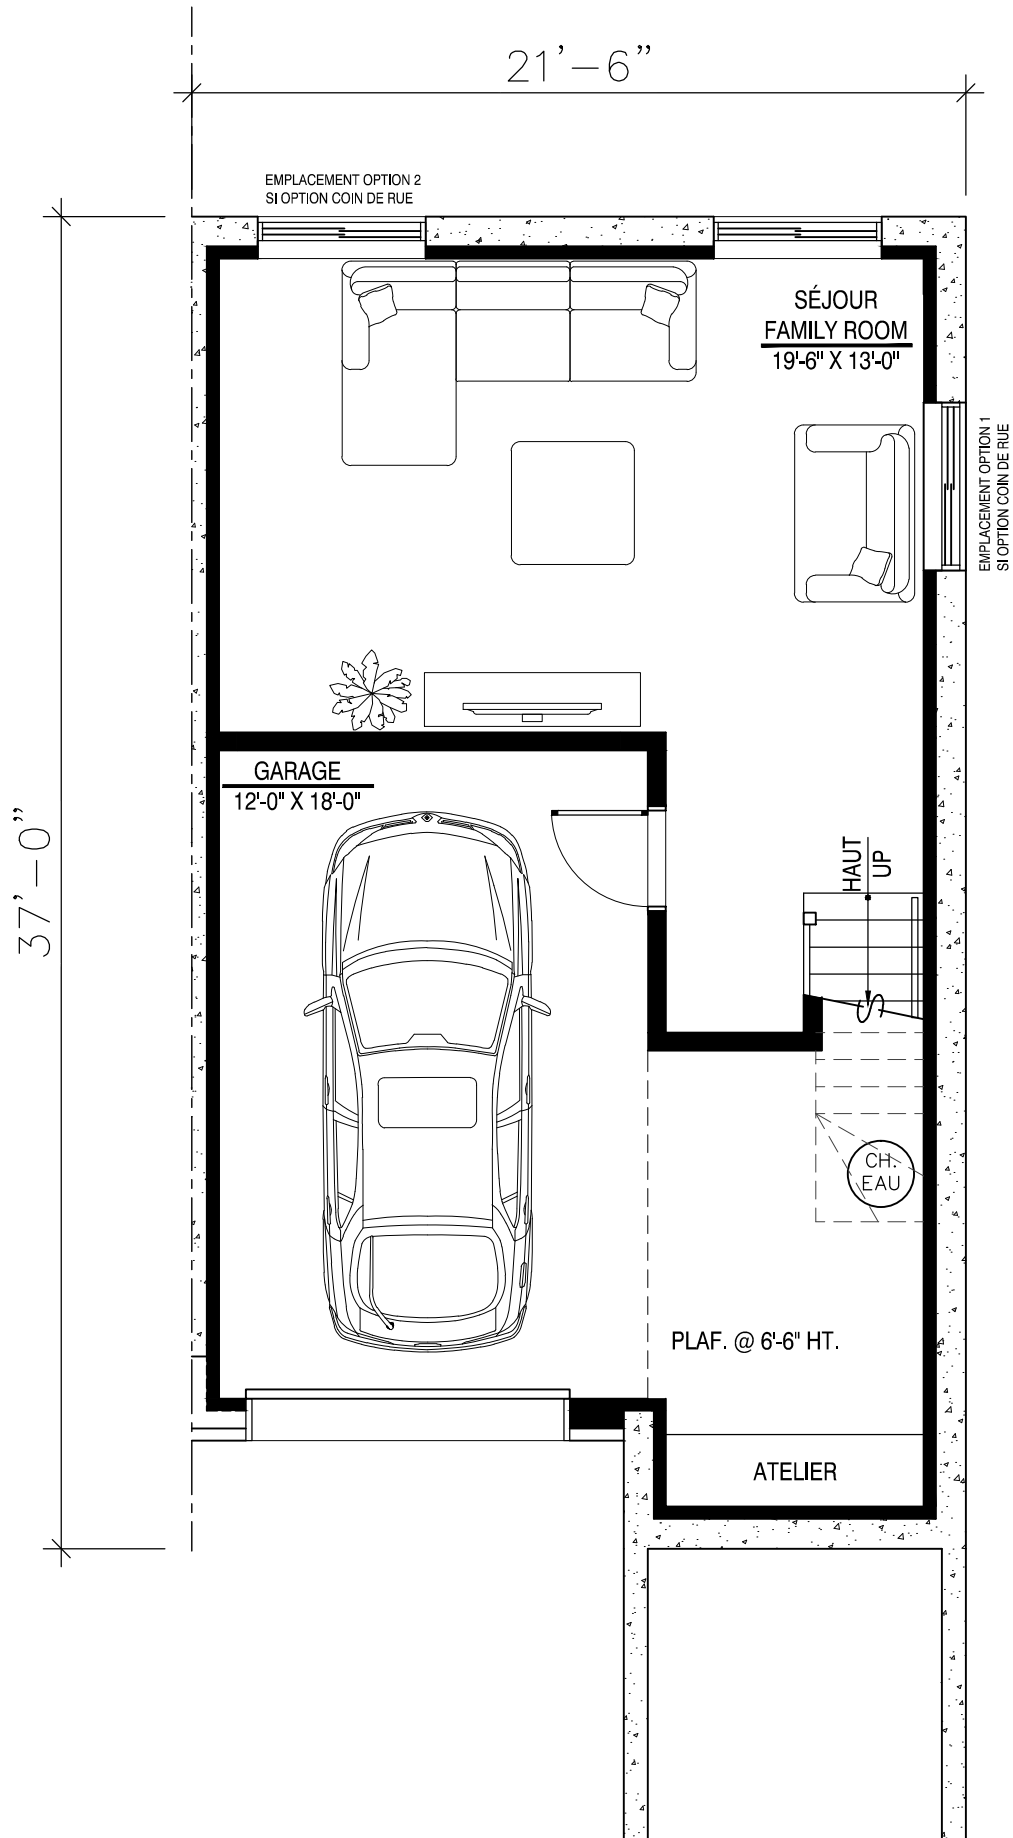 21'-6"
EMPLACEMENT OPTION 2
SI OPTION COIN DE RUE
SÉJOUR
FAMILY ROOM
19'-6" X 13'-0"
EMPLACEMENT OPTION 1
SI OPTION COIN DE RUE
GARAGE
12'-0" X 18'-0"
37'-0"
HAUT
UP
CH.
EAU
PLAF. @ 6'-6" HT.
ATELIER